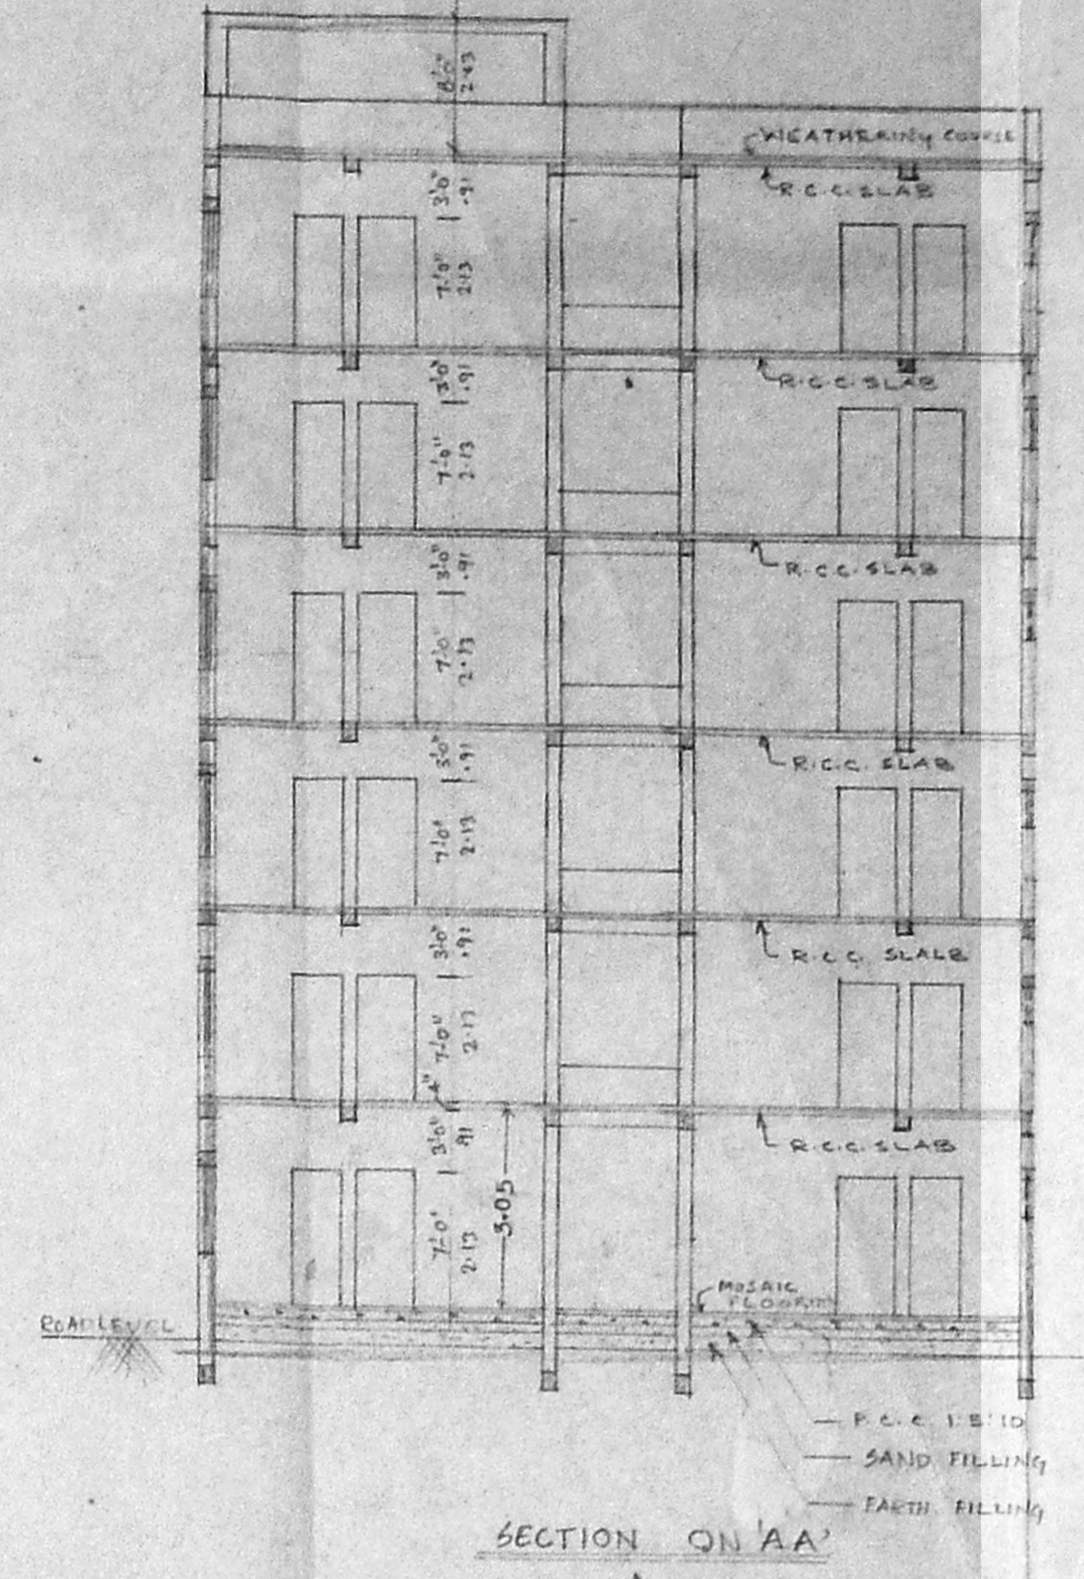 8'-0"
2.43
WEATHERING COURSE
R.C.C. SLAB
3'-0"
.91
7'-0"
2.13
R.C.C. SLAB
3'-0"
.91
7'-0"
2.13
R.C.C. SLAB
3'-0"
.91
7'-0"
2.13
R.C.C. SLAB
3'-0"
.91
7'-0"
2.13
R.C.C. SLALB
3'-0"
.91
7'-0"
2.13
4"
R.C.C. SLAB
3'-0"
.91
7'-0"
2.13
3.05
MOSAIC
FLOORING
ROAD LEVEL
P.C.C. 1:5:10
SAND FILLING
EARTH FILLING
SECTION ON 'AA'